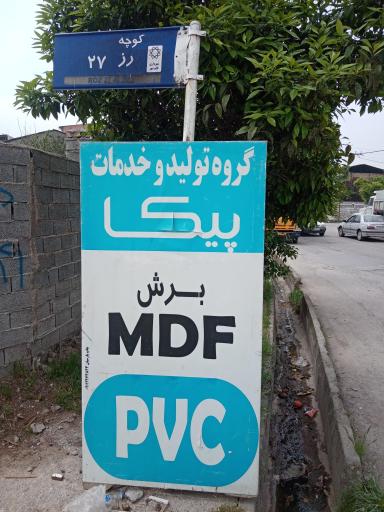 کوچه
رز ۲۷
گروه تولید و خدمات
پیکا
برش
MDF
PVC